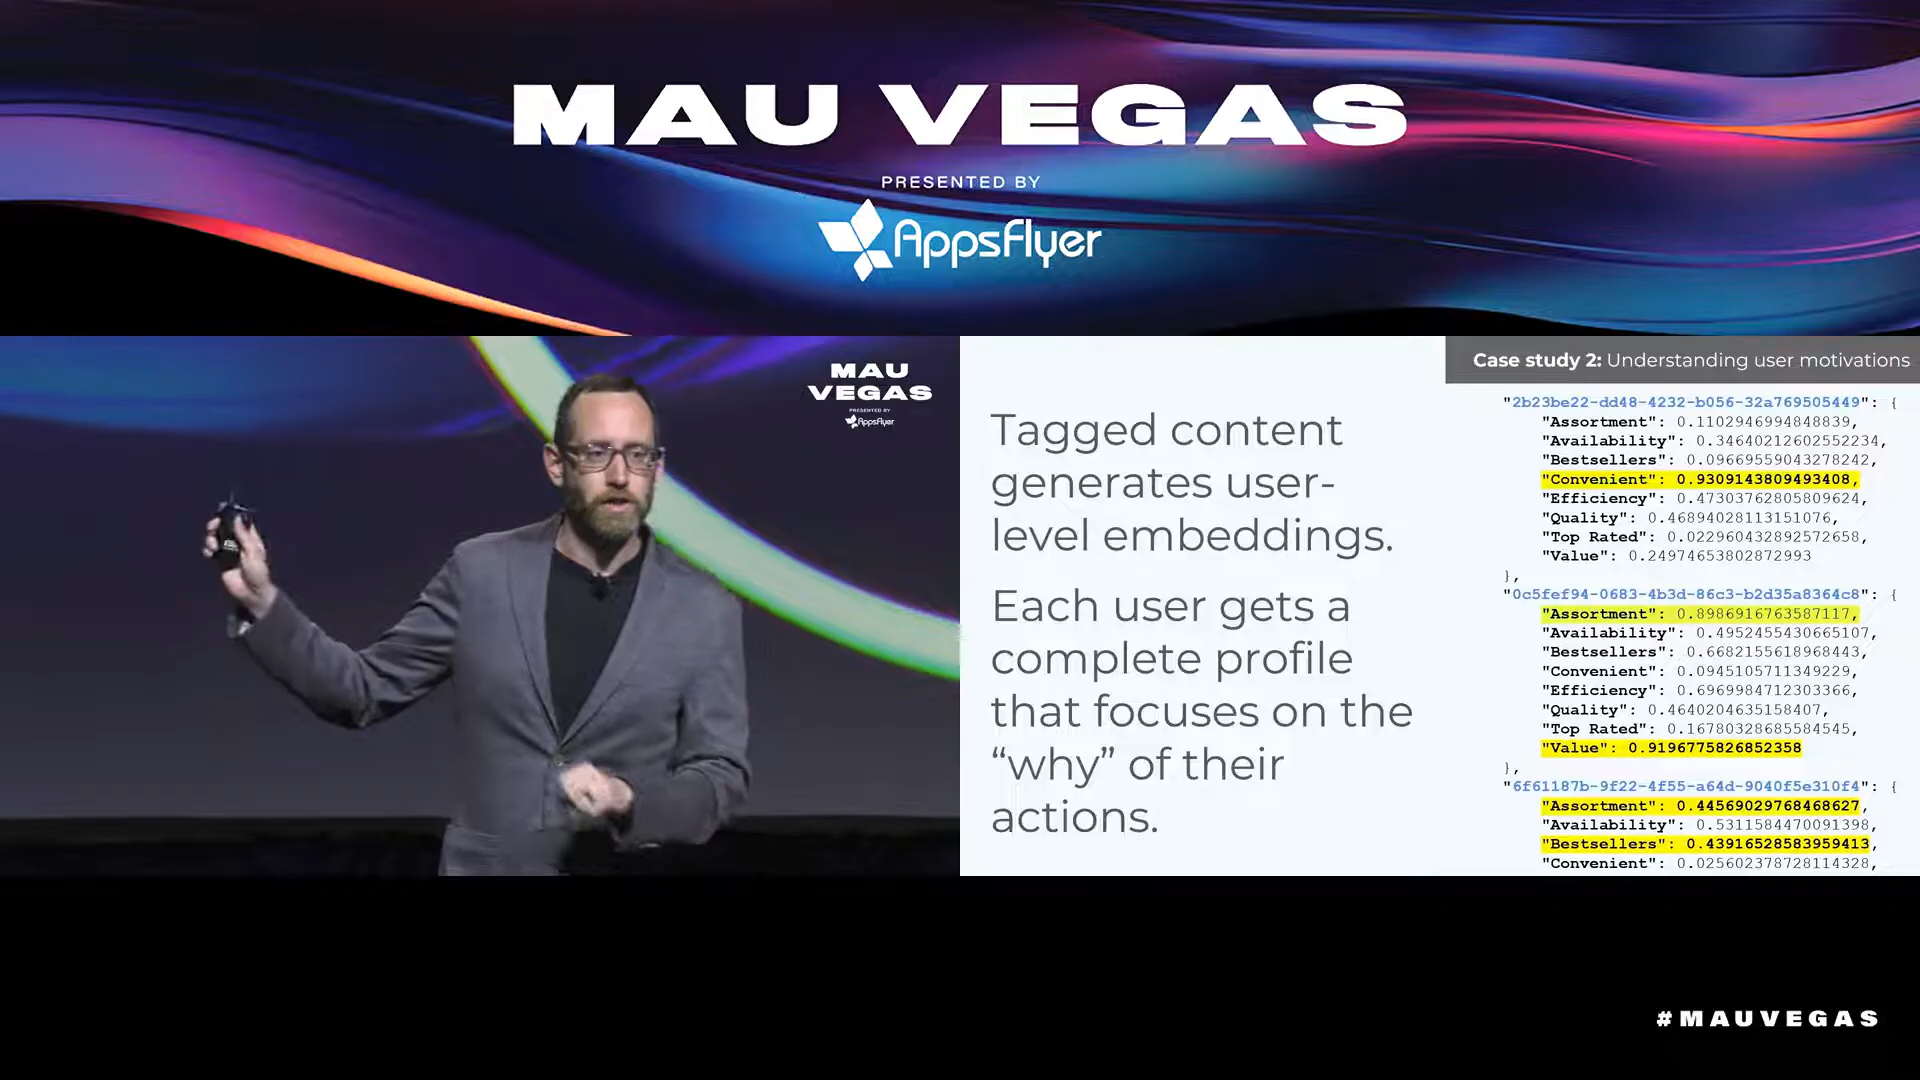 MAU VEGAS
PRESENTED BY
AppsFlyer
MAU
VEGAS
PRESENTED BY
AppsFlyer
Case study 2: Understanding user motivations
Tagged content
generates user-
level embeddings.
Each user gets a
complete profile
that focuses on the
“why” of their
actions.
"2b23be22-dd48-4232-b056-32a769505449": {
"Assortment": 0.1102946994848839,
"Availability": 0.34640212602552234,
"Bestsellers": 0.09669559043278242,
"Convenient": 0.9309143809493408,
"Efficiency": 0.47303762805809624,
"Quality": 0.46894028113151076,
"Top Rated": 0.022960432892572658,
"Value": 0.24974653802872993
},
"0c5fef94-0683-4b3d-86c3-b2d35a8364c8": {
"Assortment": 0.8986916763587117,
"Availability": 0.4952455430665107,
"Bestsellers": 0.6682155618968443,
"Convenient": 0.0945105711349229,
"Efficiency": 0.6969984712303366,
"Quality": 0.4640204635158407,
"Top Rated": 0.16780328685584545,
"Value": 0.9196775826852358
},
"6f61187b-9f22-4f55-a64d-9040f5e310f4": {
"Assortment": 0.44569029768468627,
"Availability": 0.5311584470091398,
"Bestsellers": 0.43916528583959413,
"Convenient": 0.025602378728114328,
#MAUVEGAS